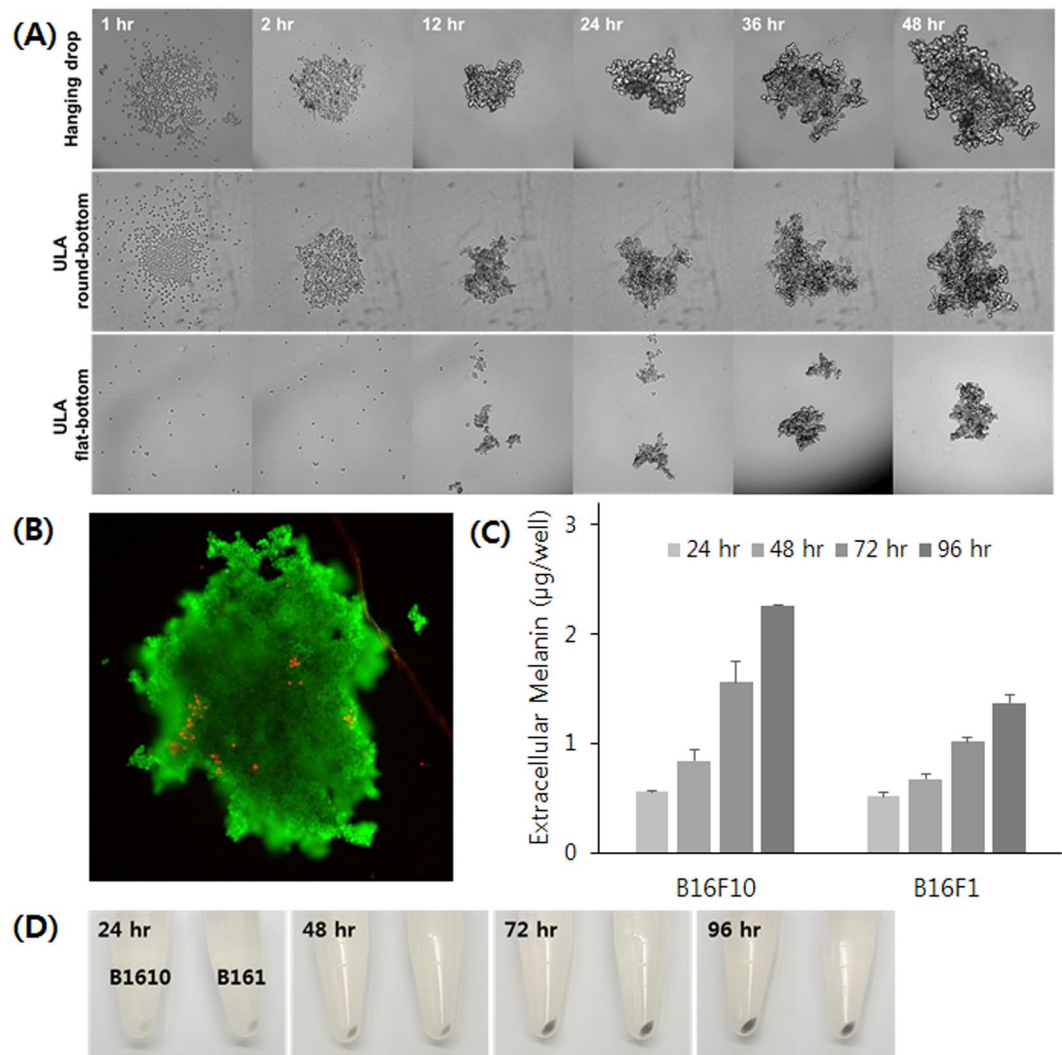 (A)
1 hr 2 hr 12 hr 24 hr 36 hr 48 hr
Hanging drop
ULA
round-bottom
ULA
flat-bottom
(B)
(C)
3
2
1
0
Extracellular Melanin (μg/well)
24 hr 48 hr 72 hr 96 hr
B16F10 B16F1
(D)
24 hr 48 hr 72 hr 96 hr
B1610 B161